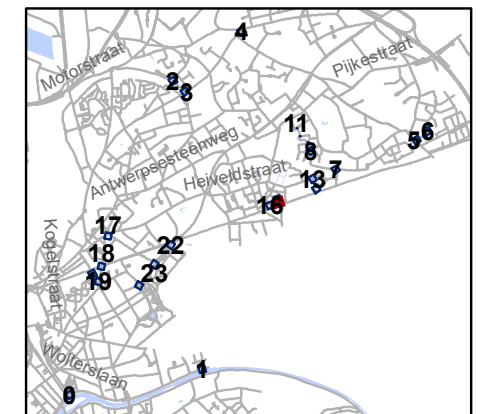 4
Motorstraat
Pijkestraat
2
3
11
5
6
Antwerpsesteenweg
8
Heiveldstraat
7
13
16
17
Kogelstraat
22
18
19
23
Wolterslaan
1
9